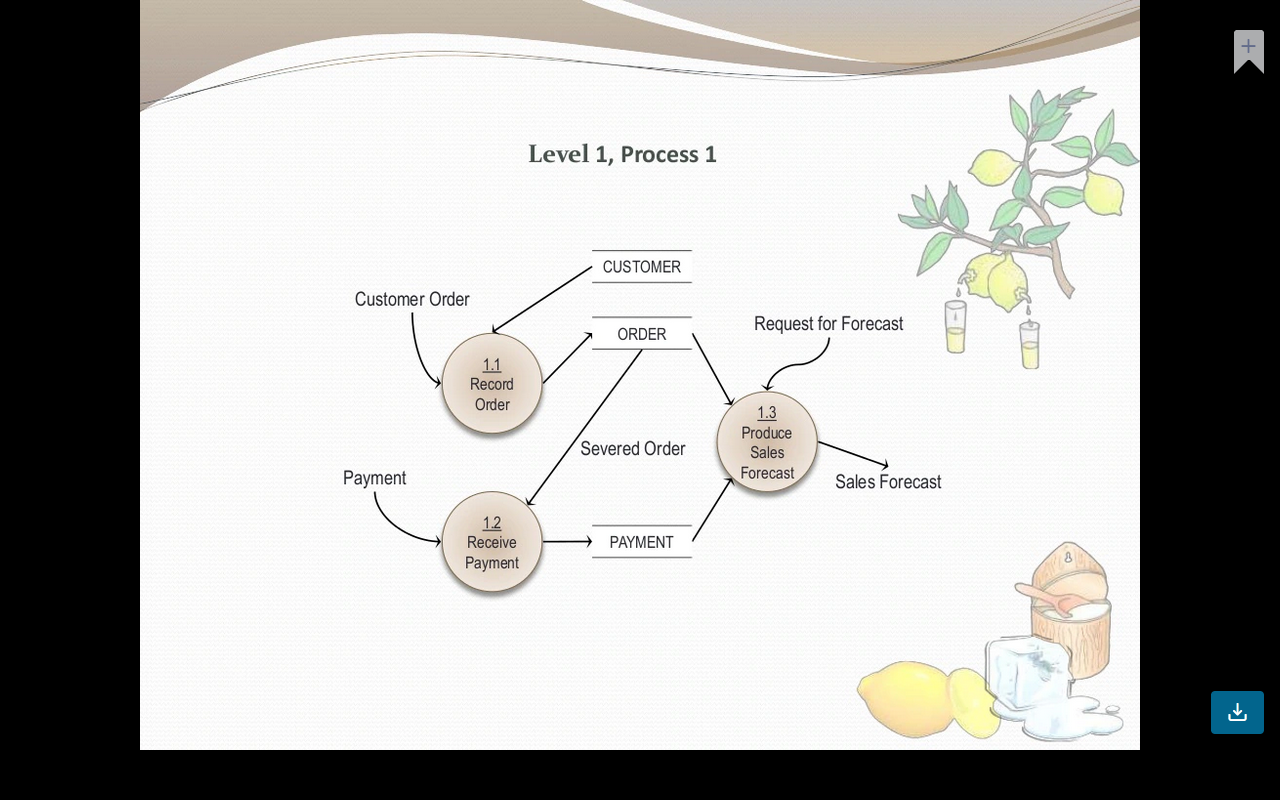 Level 1, Process 1
CUSTOMER
Customer Order
ORDER
Request for Forecast
1.1
Record
Order
1.3
Produce
Sales
Forecast
Severed Order
Payment
Sales Forecast
1.2
Receive
Payment
PAYMENT